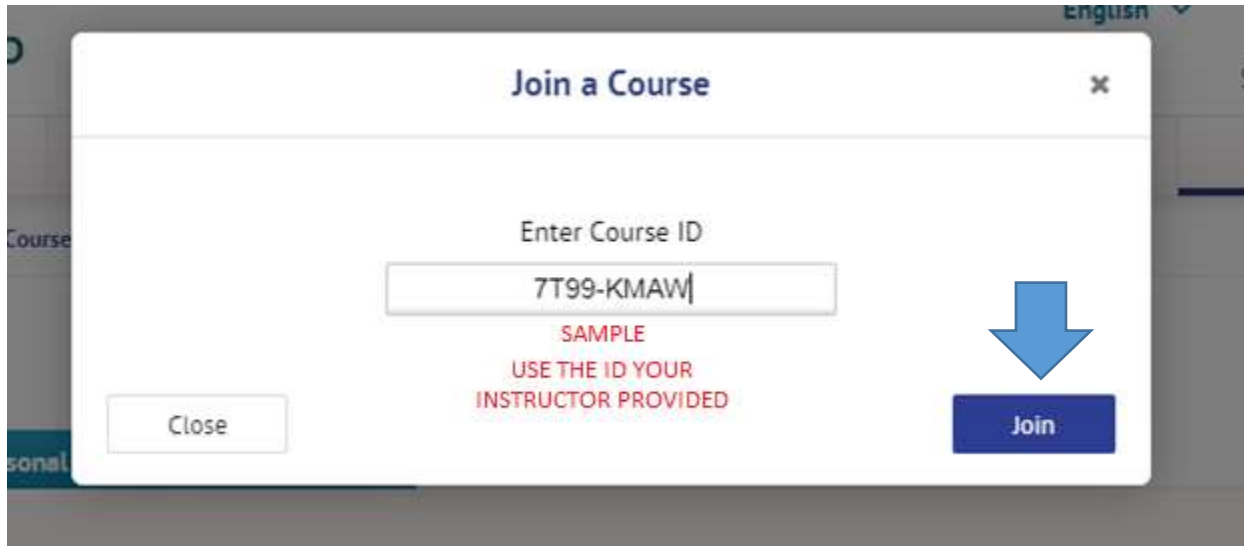 English
Join a Course
Course
Enter Course ID
7T99-KMAW
SAMPLE
USE THE ID YOUR
INSTRUCTOR PROVIDED
Close
Join
sonal